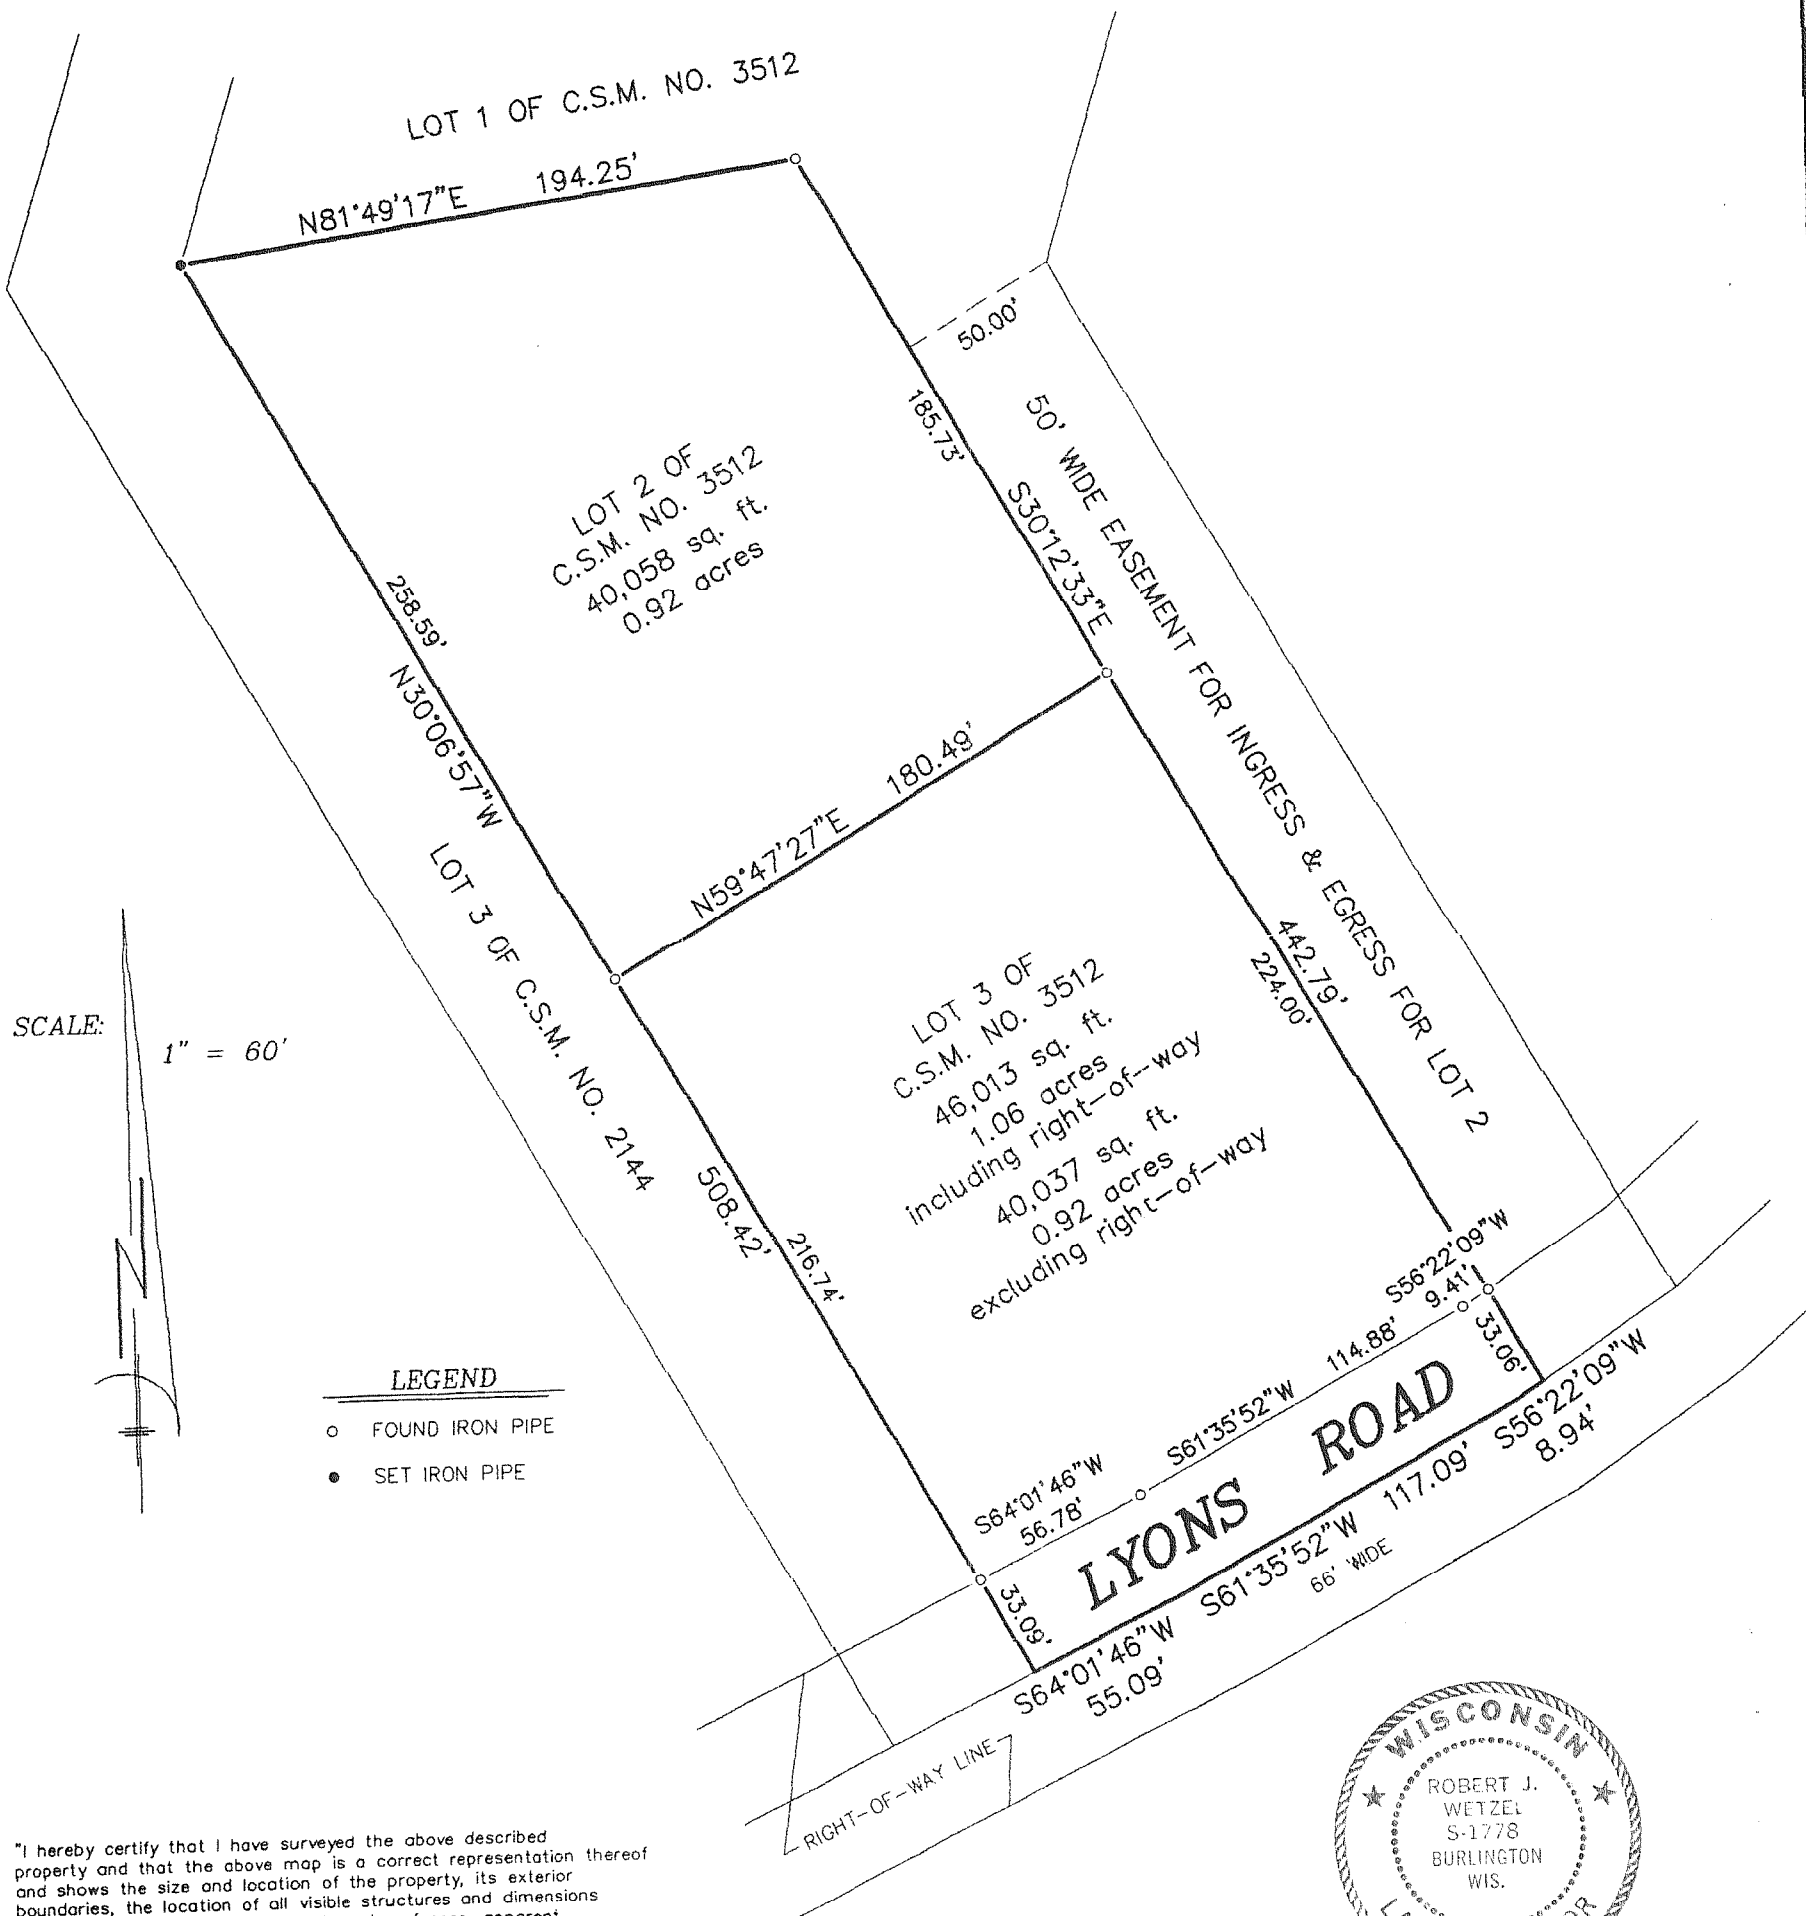 LOT 1 OF C.S.M. NO. 3512
N81°49'17"E 194.25'
50.00'
185.73'
S30°12'33"E
50' WIDE EASEMENT FOR INGRESS & EGRESS FOR LOT 2
LOT 2 OF
C.S.M. NO. 3512
40,058 sq. ft.
0.92 acres
258.59'
N30°06'57"W
N59°47'27"E 180.49'
LOT 3 OF C.S.M. NO. 2144
442.79'
224.00'
LOT 3 OF
C.S.M. NO. 3512
46,013 sq. ft.
1.06 acres
including right-of-way
40,037 sq. ft.
0.92 acres
excluding right-of-way
SCALE:
1" = 60'
N
508.42'
216.74'
S56°22'09"W
9.41'
33.06'
114.88'
S61°35'52"W
S64°01'46"W
56.78'
LYONS ROAD
33.09'
S56°22'09"W
8.94'
117.09'
S61°35'52"W
66' WIDE
S64°01'46"W
55.09'
LEGEND
FOUND IRON PIPE
SET IRON PIPE
RIGHT-OF-WAY LINE
WISCONSIN
ROBERT J.
WETZEL
S-1778
BURLINGTON
WIS.
"I hereby certify that I have surveyed the above described
property and that the above map is a correct representation thereof
and shows the size and location of the property, its exterior
boundaries, the location of all visible structures and dimensions